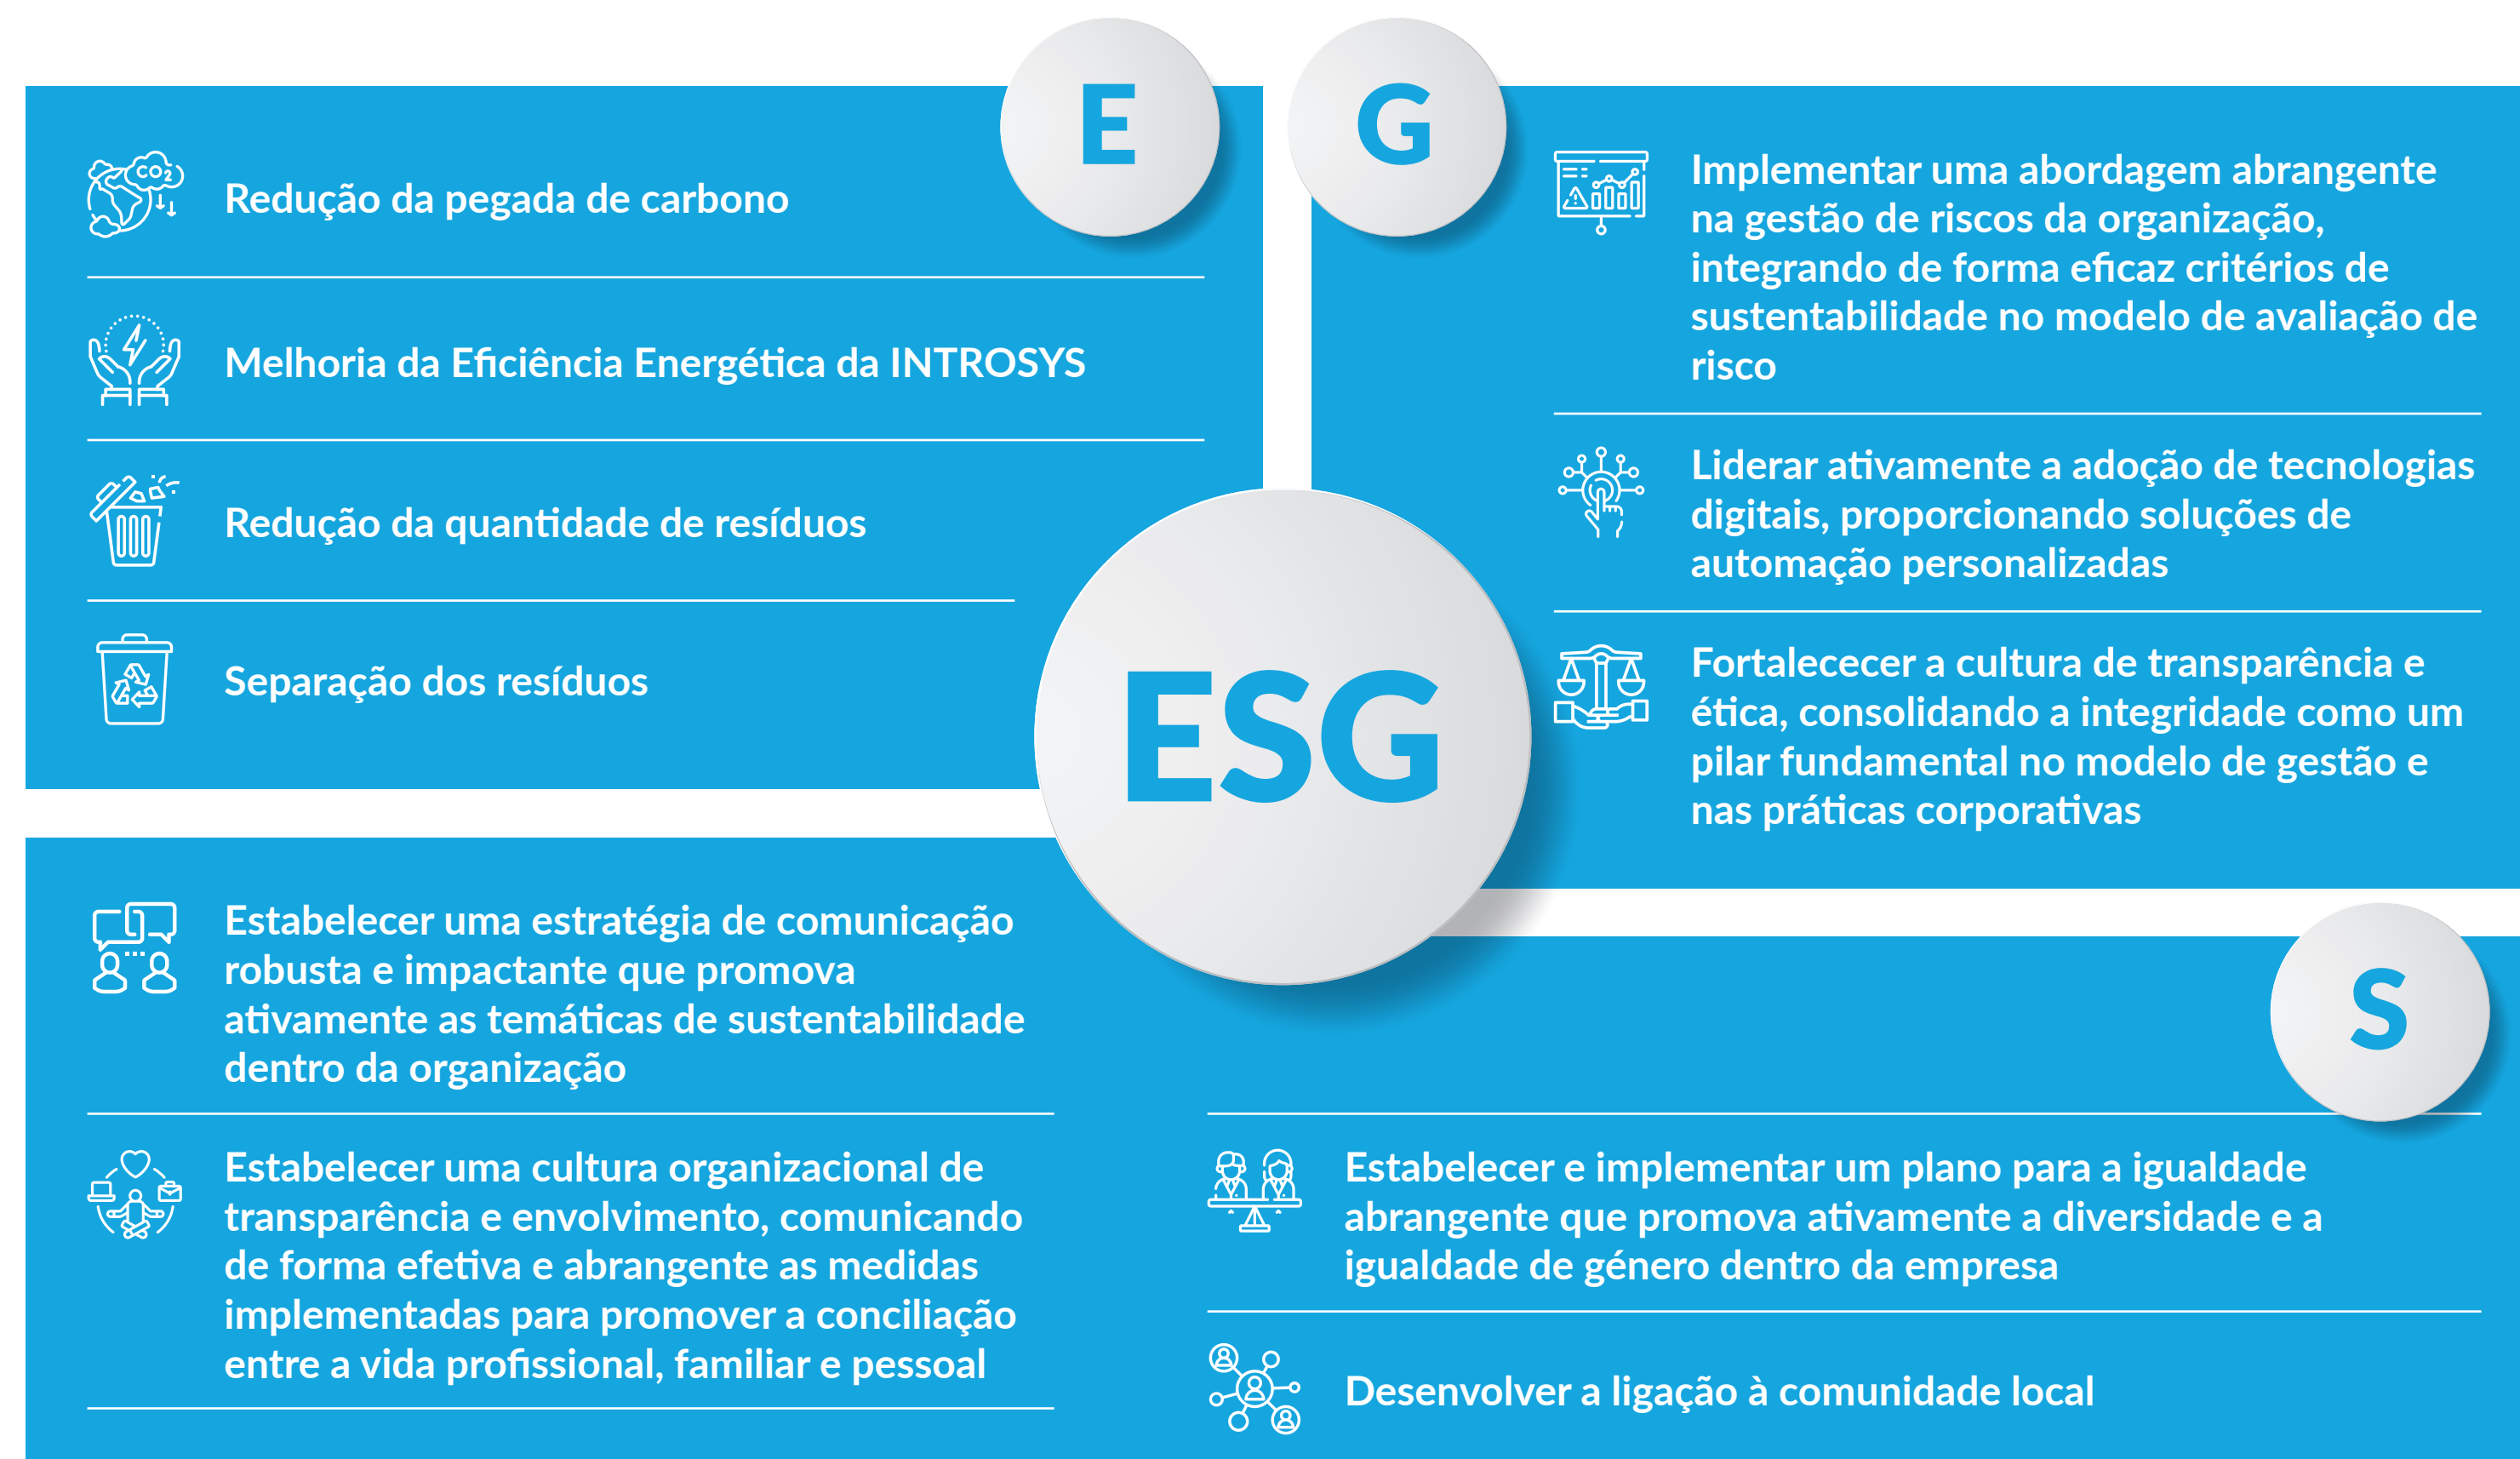 E
Redução da pegada de carbono
Melhoria da Eficiência Energética da INTROSYS
Redução da quantidade de resíduos
Separação dos resíduos
G
Implementar uma abordagem abrangente
na gestão de riscos da organização,
integrando de forma eficaz critérios de
sustentabilidade no modelo de avaliação de
risco
Liderar ativamente a adoção de tecnologias
digitais, proporcionando soluções de
automação personalizadas
Fortalececer a cultura de transparência e
ética, consolidando a integridade como um
pilar fundamental no modelo de gestão e
nas práticas corporativas
ESG
S
Estabelecer uma estratégia de comunicação
robusta e impactante que promova
ativamente as temáticas de sustentabilidade
dentro da organização
Estabelecer uma cultura organizacional de
transparência e envolvimento, comunicando
de forma efetiva e abrangente as medidas
implementadas para promover a conciliação
entre a vida profissional, familiar e pessoal
Estabelecer e implementar um plano para a igualdade
abrangente que promova ativamente a diversidade e a
igualdade de género dentro da empresa
Desenvolver a ligação à comunidade local
CO2